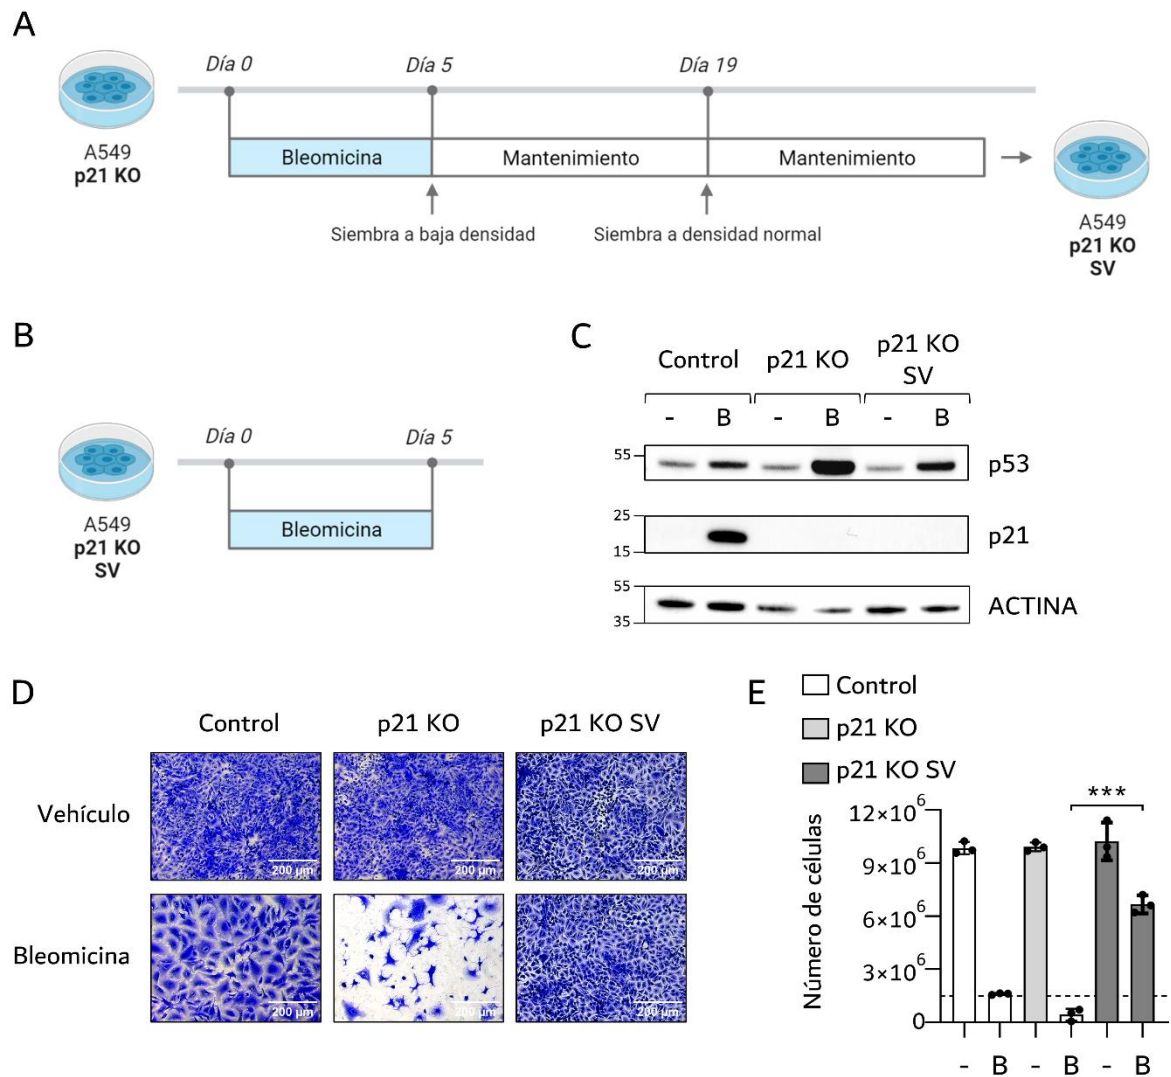 A
Día 0
Día 5
Día 19
A549
p21 KO
Bleomicina
Mantenimiento
Mantenimiento
Siembra a baja densidad
Siembra a densidad normal
A549
p21 KO
SV
B
Día 0
Día 5
A549
p21 KO
SV
Bleomicina
C
Control
p21 KO
p21 KO
SV
- B - B - B
55
p53
25
15
p21
55
35
ACTINA
D
Control
p21 KO
p21 KO SV
Vehículo
200 µm
200 µm
200 µm
Bleomicina
200 µm
200 µm
200 µm
E
Control
p21 KO
p21 KO SV
***
Número de células
12×10⁶
9×10⁶
6×10⁶
3×10⁶
0
- B - B - B